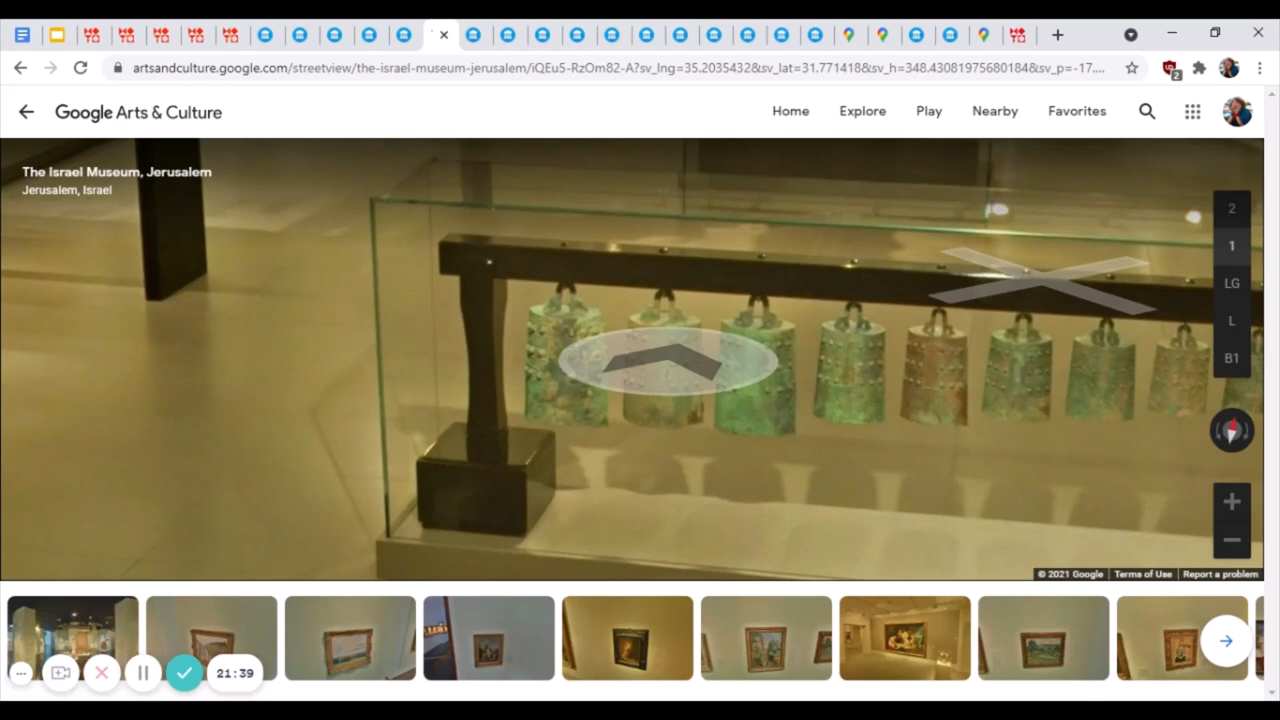 artsandculture.google.com/streetview/the-israel-museum-jerusalem/iQEu5-RzOm82-A?sv_lng=35.2035432&sv_lat=31.771418&sv_h=348.43081975680184&sv_p=-17....
2
Google Arts & Culture
Home
Explore
Play
Nearby
Favorites
The Israel Museum, Jerusalem
Jerusalem, Israel
2
1
LG
L
B1
© 2021 Google
Terms of Use
Report a problem
21:39